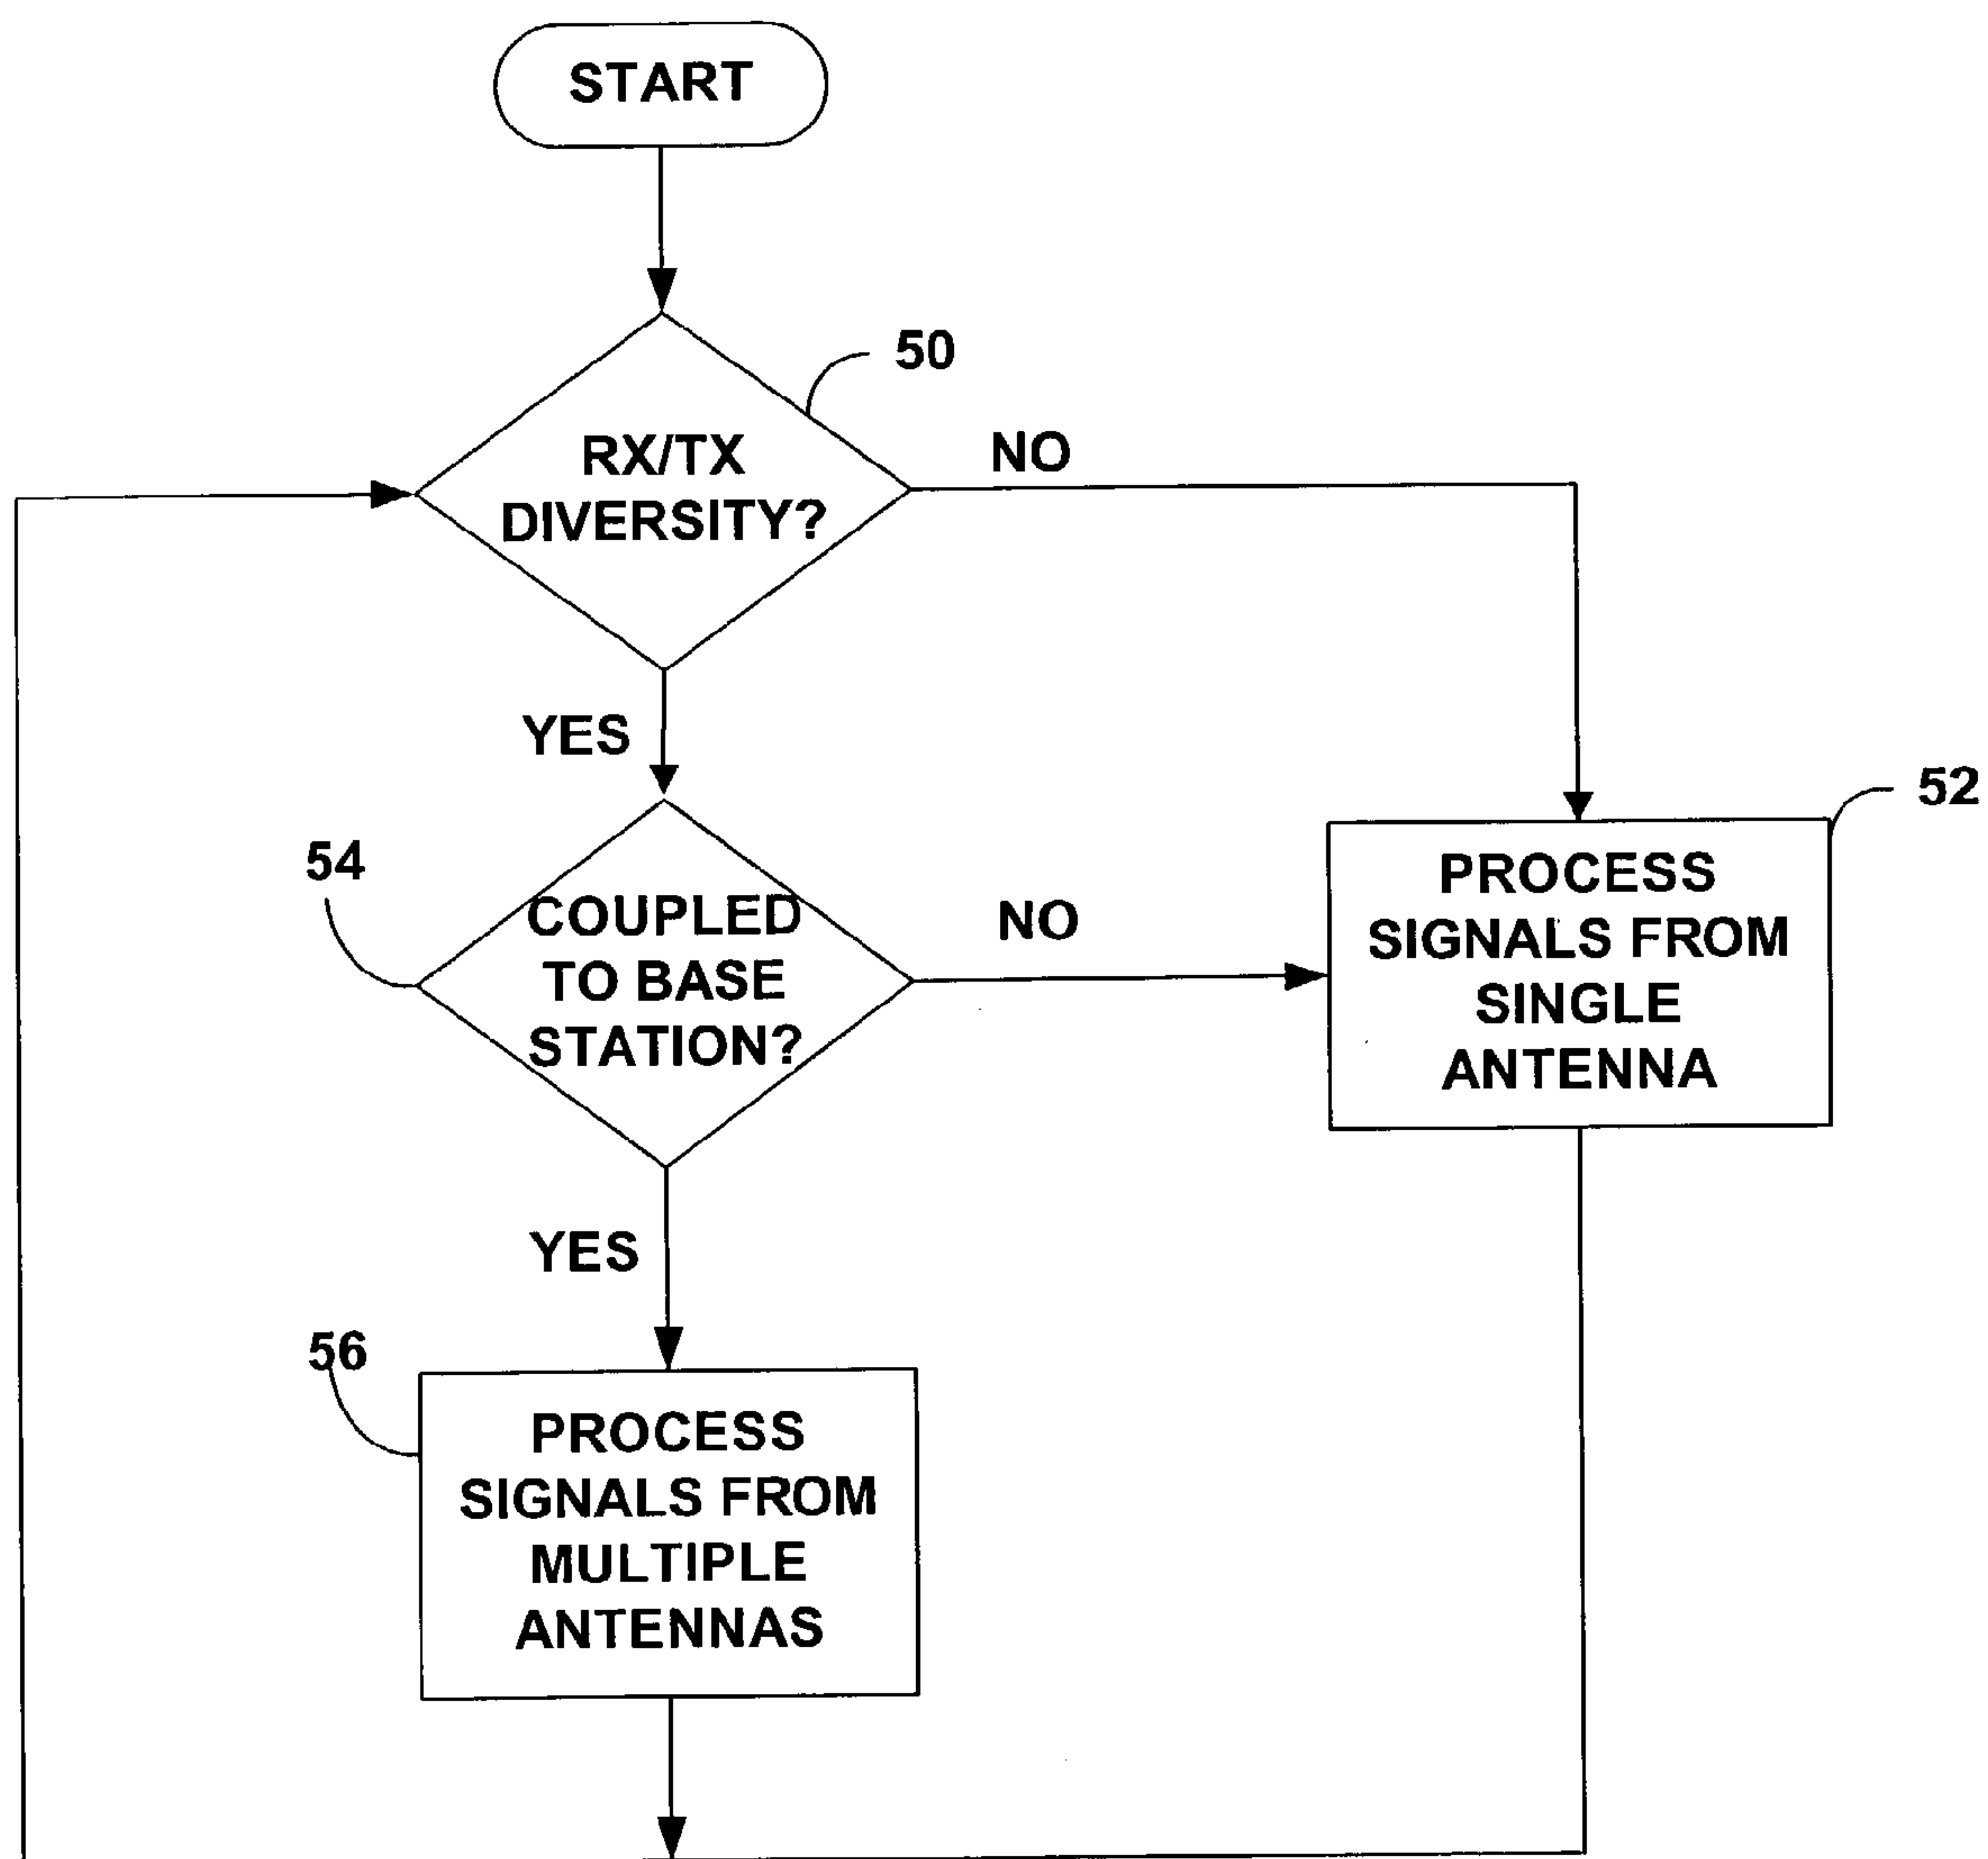 START
50
RX/TX
DIVERSITY?
NO
YES
52
PROCESS
SIGNALS FROM
SINGLE
ANTENNA
54
COUPLED
TO BASE
STATION?
NO
YES
56
PROCESS
SIGNALS FROM
MULTIPLE
ANTENNAS